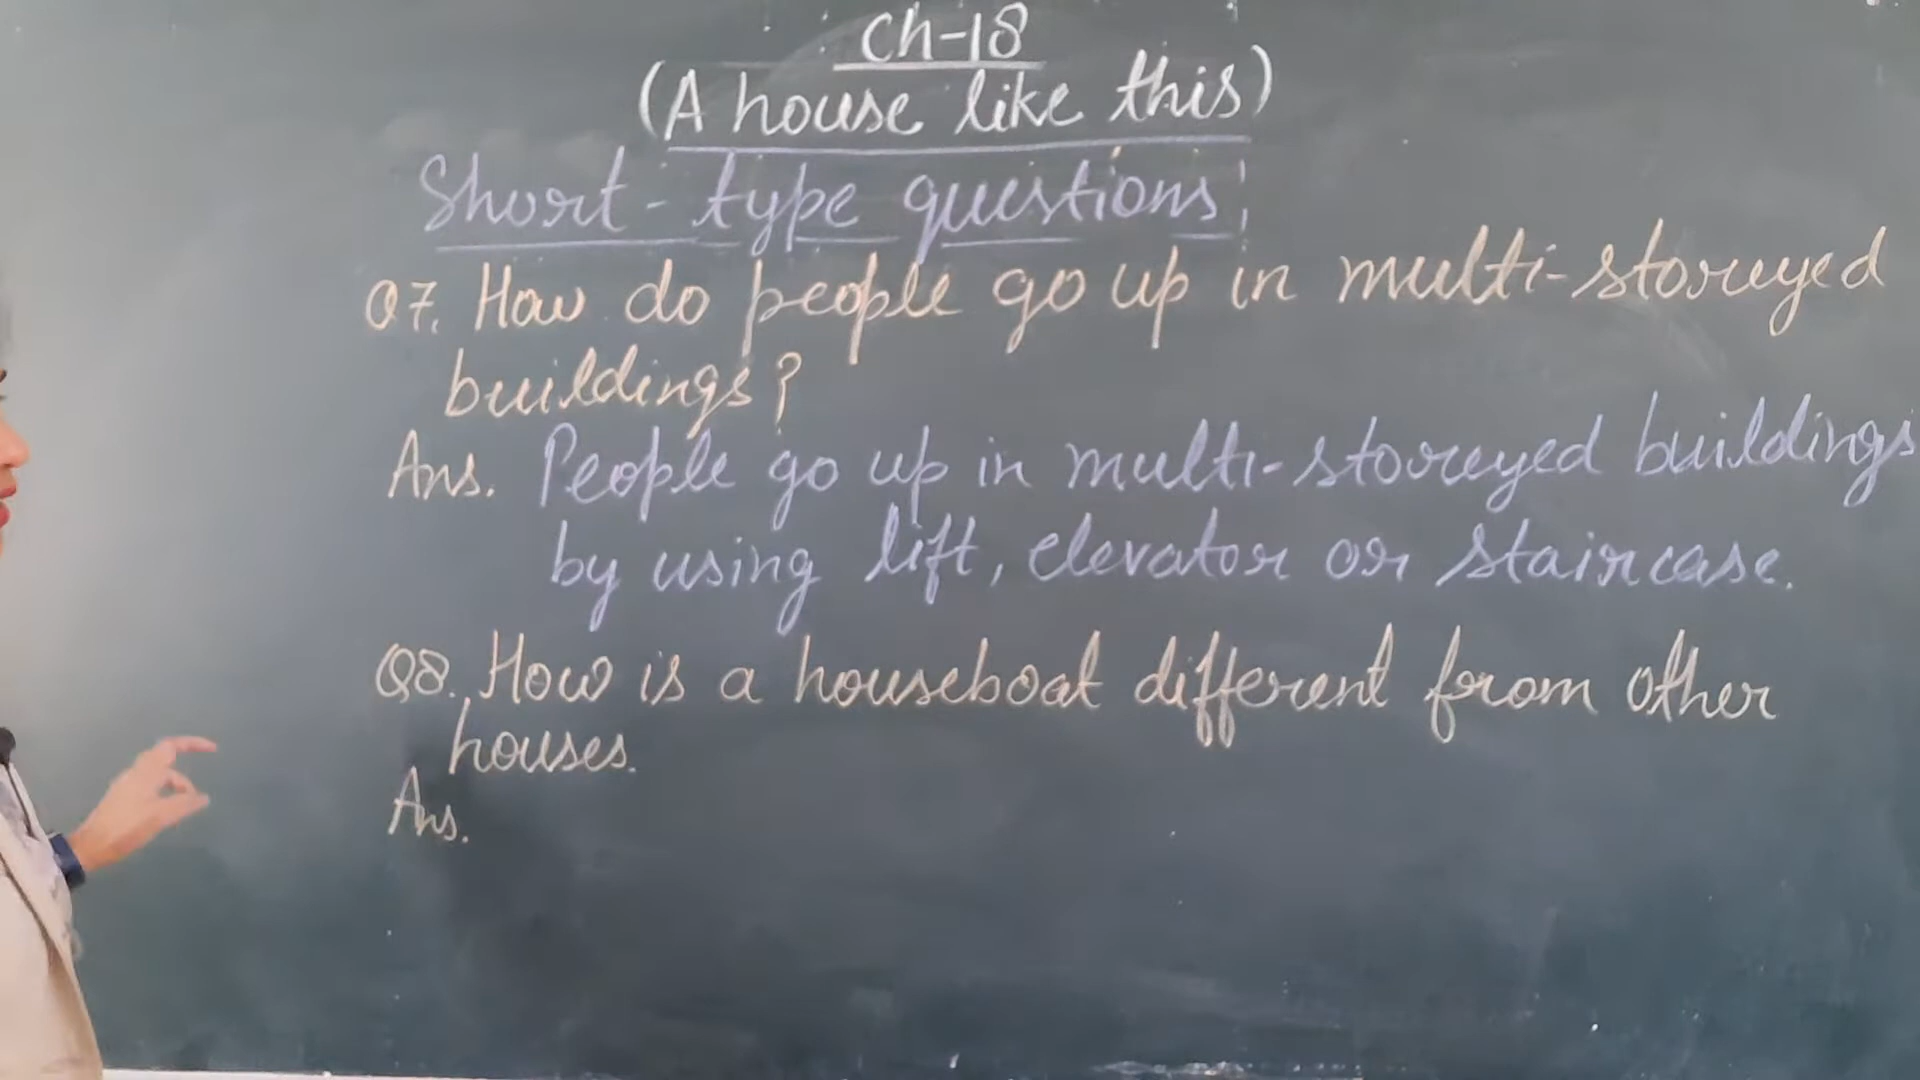 Ch-18
(A house like this)
Short-type questions:
Q7. How do people go up in multi-storeyed
buildings?
Ans. People go up in multi-storeyed buildings
by using lift, elevator or staircase.
Q8. How is a houseboat different from other
houses.
Ans.